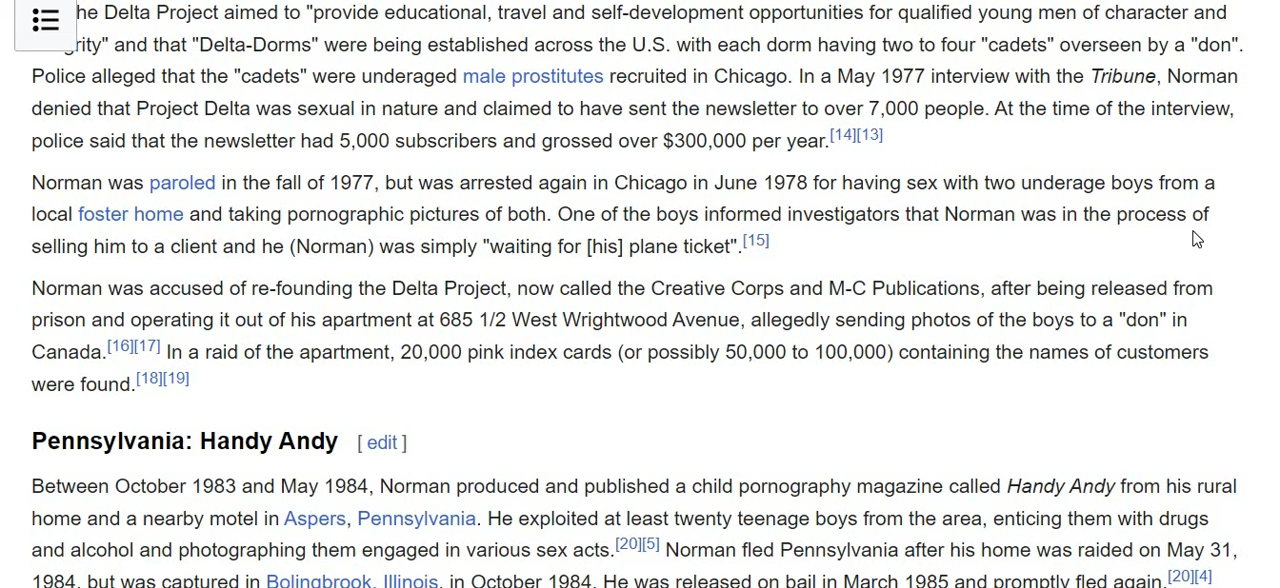 he Delta Project aimed to "provide educational, travel and self-development opportunities for qualified young men of character and
grity" and that "Delta-Dorms" were being established across the U.S. with each dorm having two to four "cadets" overseen by a "don".
Police alleged that the "cadets" were underaged male prostitutes recruited in Chicago. In a May 1977 interview with the Tribune, Norman
denied that Project Delta was sexual in nature and claimed to have sent the newsletter to over 7,000 people. At the time of the interview,
police said that the newsletter had 5,000 subscribers and grossed over $300,000 per year.[14][13]
Norman was paroled in the fall of 1977, but was arrested again in Chicago in June 1978 for having sex with two underage boys from a
local foster home and taking pornographic pictures of both. One of the boys informed investigators that Norman was in the process of
selling him to a client and he (Norman) was simply "waiting for [his] plane ticket".[15]
Norman was accused of re-founding the Delta Project, now called the Creative Corps and M-C Publications, after being released from
prison and operating it out of his apartment at 685 1/2 West Wrightwood Avenue, allegedly sending photos of the boys to a "don" in
Canada.[16][17] In a raid of the apartment, 20,000 pink index cards (or possibly 50,000 to 100,000) containing the names of customers
were found.[18][19]
Pennsylvania: Handy Andy [ edit ]
Between October 1983 and May 1984, Norman produced and published a child pornography magazine called Handy Andy from his rural
home and a nearby motel in Aspers, Pennsylvania. He exploited at least twenty teenage boys from the area, enticing them with drugs
and alcohol and photographing them engaged in various sex acts.[20][5] Norman fled Pennsylvania after his home was raided on May 31,
1984, but was captured in Bolingbrook, Illinois, in October 1984. He was released on bail in March 1985 and promptly fled again.[20][4]